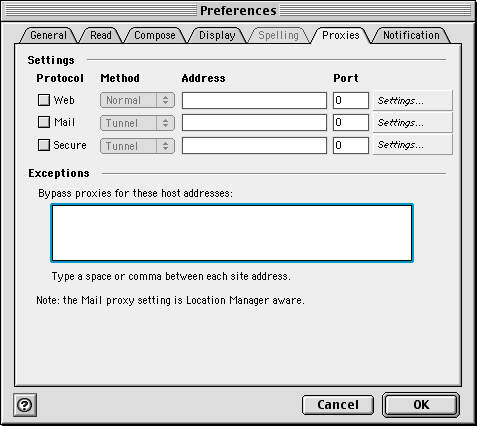 Preferences
General Read Compose Display Spelling Proxies Notification
Settings
Protocol Method Address Port
Web Normal 0 Settings...
Mail Tunnel 0 Settings...
Secure Tunnel 0 Settings...
Exceptions
Bypass proxies for these host addresses:
Type a space or comma between each site address.
Note: the Mail proxy setting is Location Manager aware.
? Cancel OK